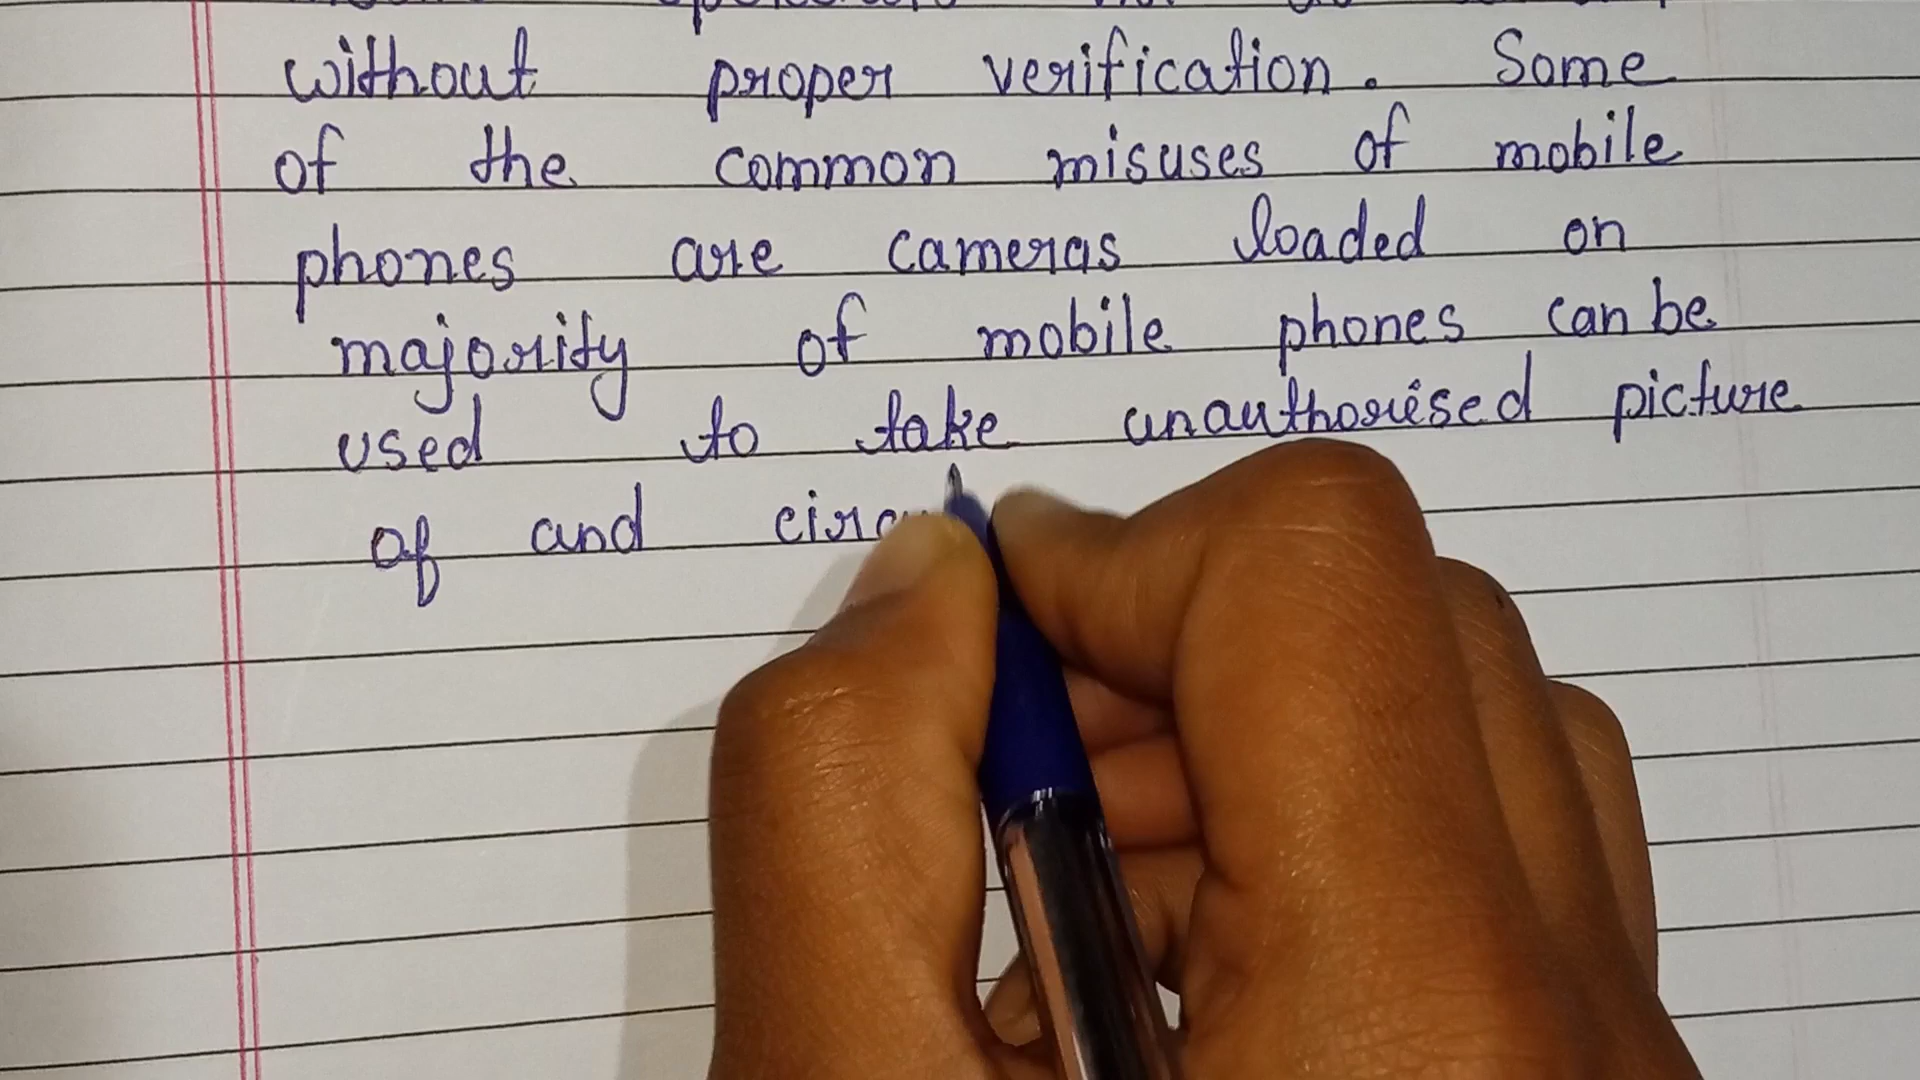 without proper verification. Some
of the common misuses of mobile
phones are cameras loaded on
majority of mobile phones can be
used to take unauthorised picture
of and